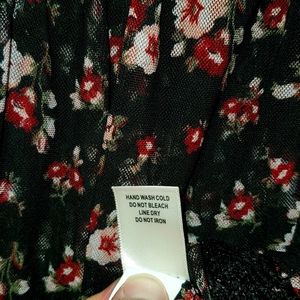 HAND WASH COLD
DO NOT BLEACH
LINE DRY
DO NOT IRON